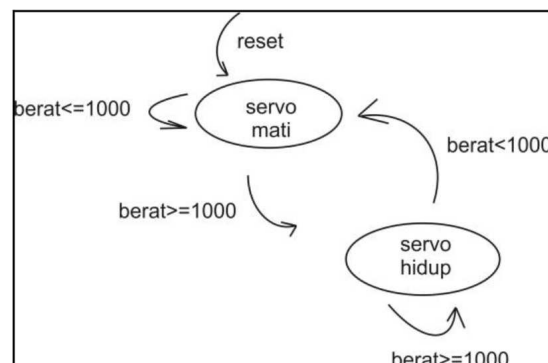 reset
servo
mati
berat<=1000
berat<1000
berat>=1000
servo
hidup
berat>=1000